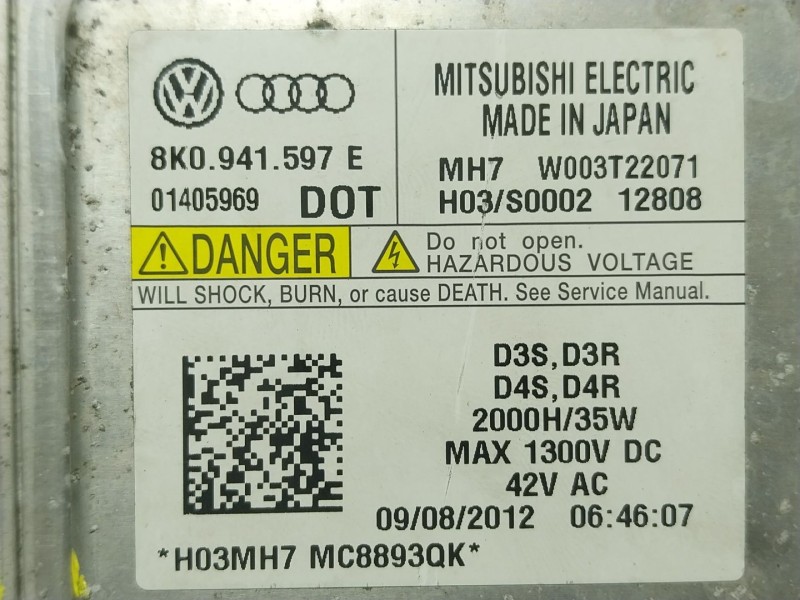 8K0.941.597 E
01405969 DOT
MITSUBISHI ELECTRIC
MADE IN JAPAN
MH7 W003T22071
H03/S0002 12808
DANGER
Do not open.
HAZARDOUS VOLTAGE
WILL SHOCK, BURN, or cause DEATH. See Service Manual.
D3S, D3R
D4S, D4R
2000H/35W
MAX 1300V DC
42V AC
09/08/2012 06:46:07
*H03MH7 MC8893QK*